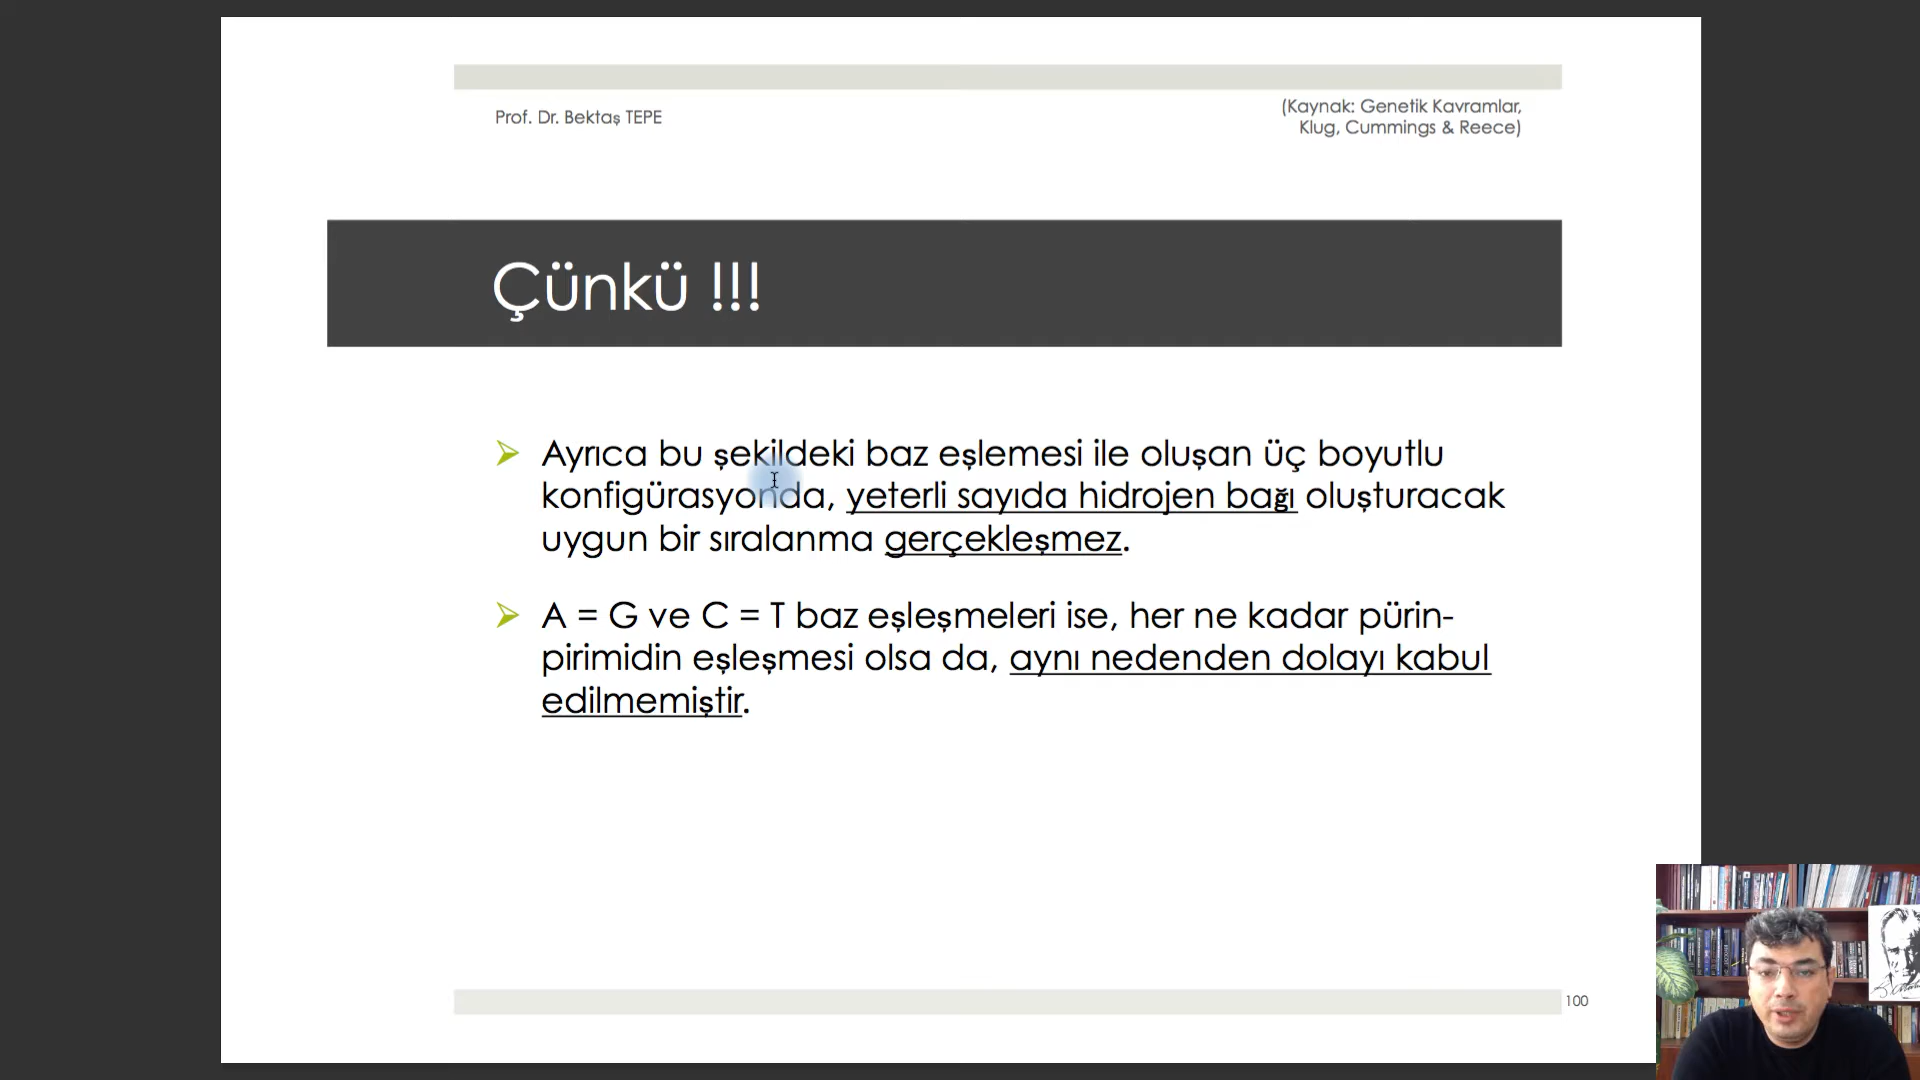 Prof. Dr. Bektaş TEPE
(Kaynak: Genetik Kavramlar,
Klug, Cummings & Reece)
Çünkü !!!
Ayrıca bu şekildeki baz eşlemesi ile oluşan üç boyutlu
konfigürasyonda, yeterli sayıda hidrojen bağı oluşturacak
uygun bir sıralanma gerçekleşmez.
A = G ve C = T baz eşleşmeleri ise, her ne kadar pürin-
pirimidin eşleşmesi olsa da, aynı nedenden dolayı kabul
edilmemiştir.
100